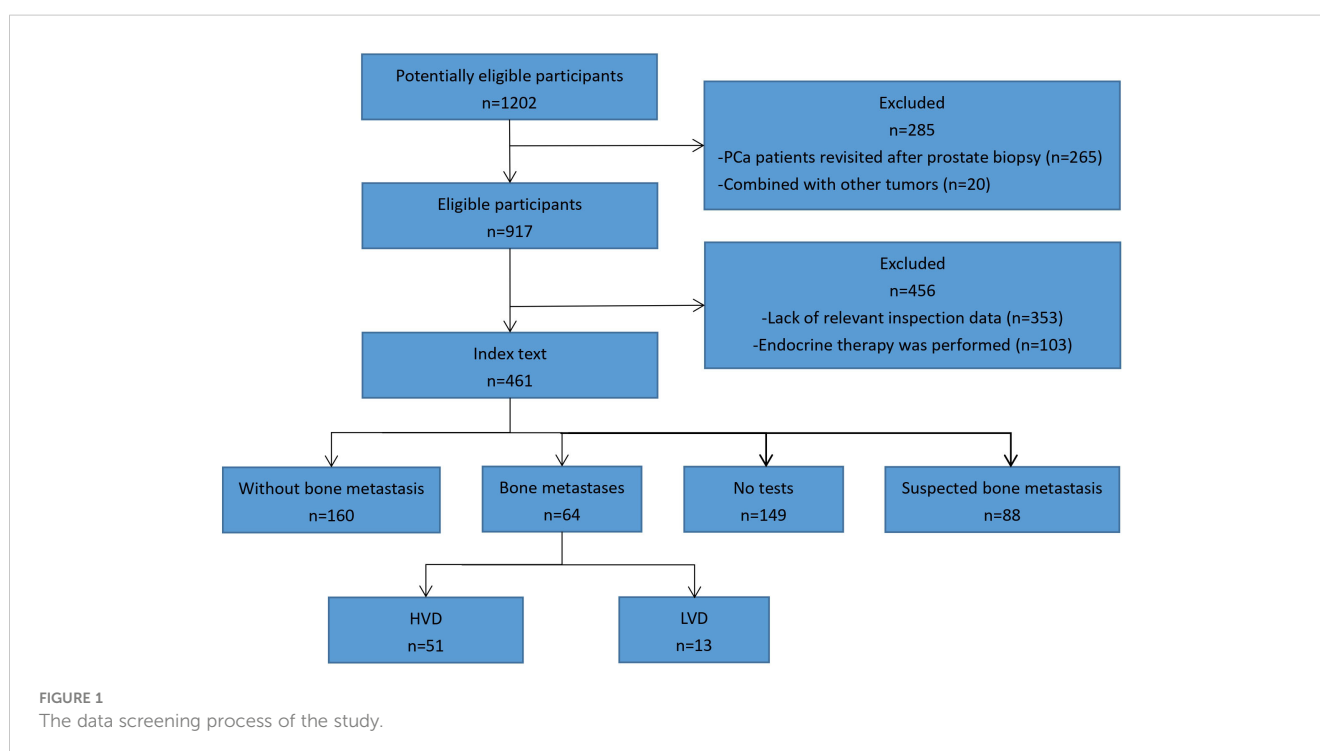 Potentially eligible participants
n=1202
Excluded
n=285
-PCa patients revisited after prostate biopsy (n=265)
-Combined with other tumors (n=20)
Eligible participants
n=917
Excluded
n=456
-Lack of relevant inspection data (n=353)
-Endocrine therapy was performed (n=103)
Index text
n=461
Without bone metastasis
n=160
Bone metastases
n=64
No tests
n=149
Suspected bone metastasis
n=88
HVD
n=51
LVD
n=13
FIGURE 1
The data screening process of the study.